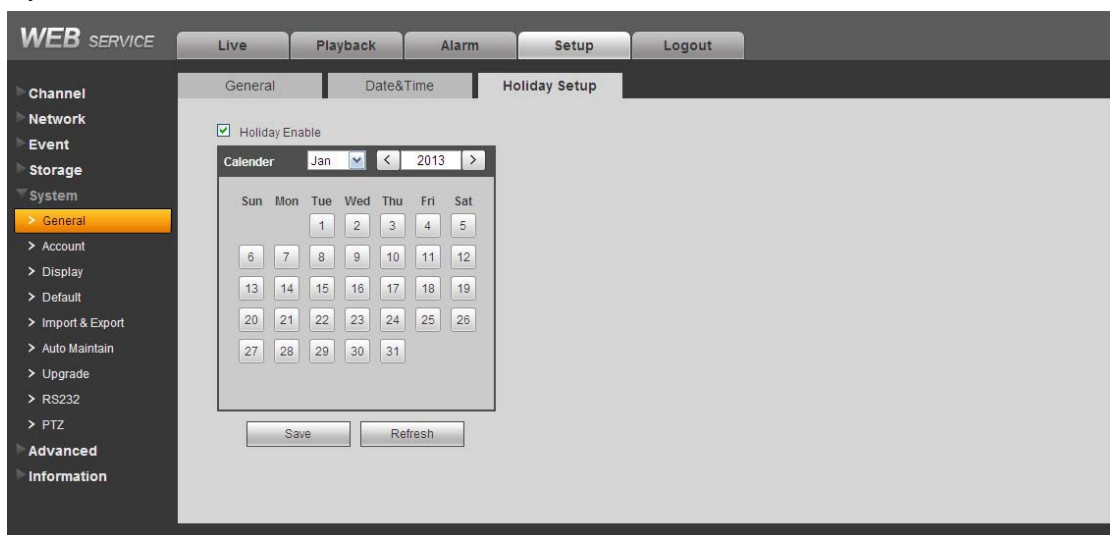 WEB SERVICE
Live Playback Alarm Setup Logout
General Date&Time Holiday Setup
Channel
Network
Event
Storage
System
> General
> Account
> Display
> Default
> Import & Export
> Auto Maintain
> Upgrade
> RS232
> PTZ
Advanced
Information
Holiday Enable
Calender Jan < 2013 >
Sun Mon Tue Wed Thu Fri Sat
1 2 3 4 5
6 7 8 9 10 11 12
13 14 15 16 17 18 19
20 21 22 23 24 25 26
27 28 29 30 31
Save Refresh